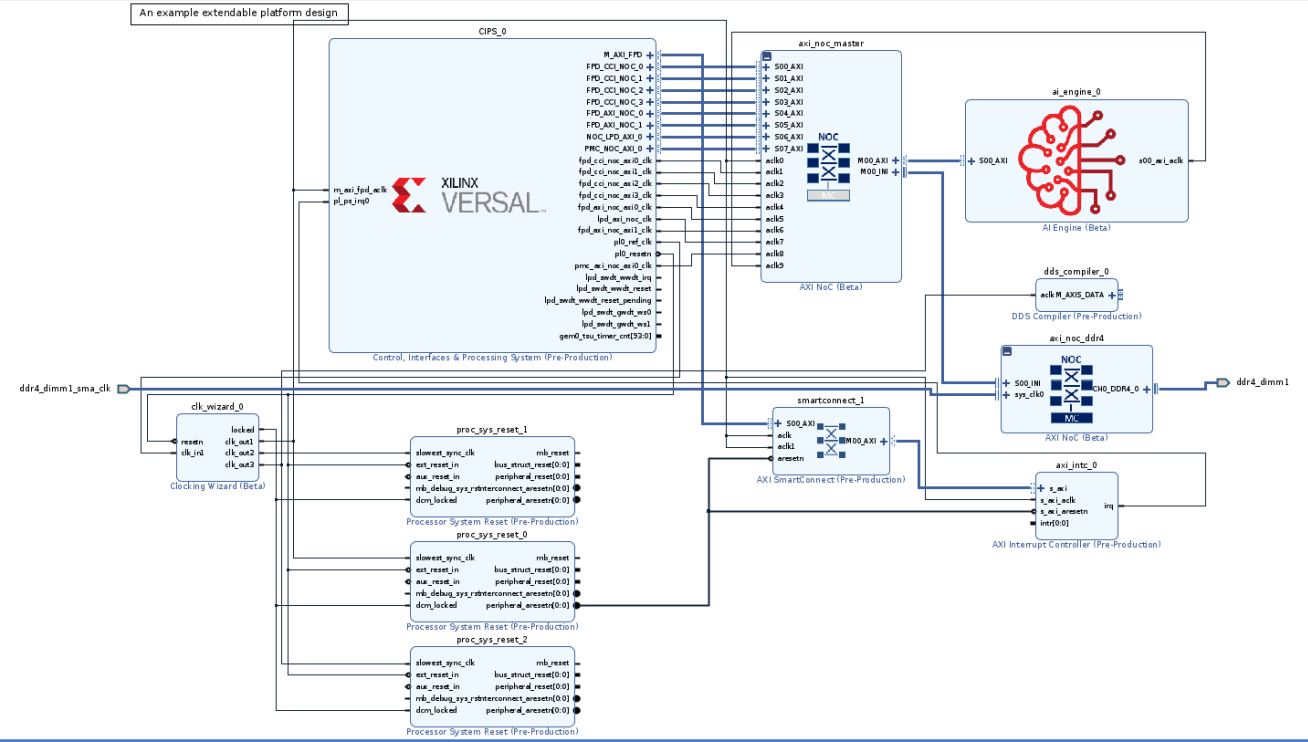 An example extendable platform design
CIPS_0
M_AXI_FPD
FPD_CCI_NOC_0
FPD_CCI_NOC_1
FPD_CCI_NOC_2
FPD_CCI_NOC_3
FPD_AXI_NOC_0
FPD_AXI_NOC_1
NOC_LPD_AXI_0
PMC_NOC_AXI_0
fpd_cci_noc_axi0_clk
fpd_cci_noc_axi1_clk
fpd_cci_noc_axi2_clk
fpd_cci_noc_axi3_clk
fpd_axi_noc_axi0_clk
lpd_axi_noc_clk
fpd_axi_noc_axi1_clk
pl0_ref_clk
pl0_resetn
pmc_axi_noc_axi0_clk
lpd_swdt_wwdt_irq
lpd_swdt_wwdt_reset
lpd_swdt_wwdt_reset_pending
lpd_swdt_gwdt_ws0
lpd_swdt_gwdt_ws1
gem0_tsu_timer_cnt[93:0]
m_axi_fpd_aclk
pl_ps_irq0
XILINX
VERSAL
Control, Interfaces & Processing System (Pre-Production)
axi_noc_master
S00_AXI
S01_AXI
S02_AXI
S03_AXI
S04_AXI
S05_AXI
S06_AXI
S07_AXI
aclk0
aclk1
aclk2
aclk3
aclk4
aclk5
aclk6
aclk7
aclk8
aclk9
NOC
MC
M00_AXI
M00_INI
AXI NoC (Beta)
ai_engine_0
S00_AXI
s00_axi_aclk
AI Engine (Beta)
dds_compiler_0
aclk M_AXIS_DATA
DDS Compiler (Pre-Production)
axi_noc_ddr4
NOC
S00_INI
sys_clk0
CH0_DDR4_0
MC
AXI NoC (Beta)
ddr4_dimm1
ddr4_dimm1_sma_clk
clk_wizard_0
resetn
clk_in1
locked
clk_out1
clk_out2
clk_out3
Clocking Wizard (Beta)
smartconnect_1
S00_AXI
aclk
aclk1
aresetn
M00_AXI
AXI SmartConnect (Pre-Production)
axi_intc_0
s_axi
s_axi_aclk
s_axi_aresetn
intr[0:0]
irq
AXI Interrupt Controller (Pre-Production)
proc_sys_reset_1
slowest_sync_clk mb_reset
ext_reset_in bus_struct_reset[0:0]
aux_reset_in peripheral_reset[0:0]
mb_debug_sys_rst interconnect_aresetn[0:0]
dcm_locked peripheral_aresetn[0:0]
Processor System Reset (Pre-Production)
proc_sys_reset_0
slowest_sync_clk mb_reset
ext_reset_in bus_struct_reset[0:0]
aux_reset_in peripheral_reset[0:0]
mb_debug_sys_rst interconnect_aresetn[0:0]
dcm_locked peripheral_aresetn[0:0]
Processor System Reset (Pre-Production)
proc_sys_reset_2
slowest_sync_clk mb_reset
ext_reset_in bus_struct_reset[0:0]
aux_reset_in peripheral_reset[0:0]
mb_debug_sys_rst interconnect_aresetn[0:0]
dcm_locked peripheral_aresetn[0:0]
Processor System Reset (Pre-Production)